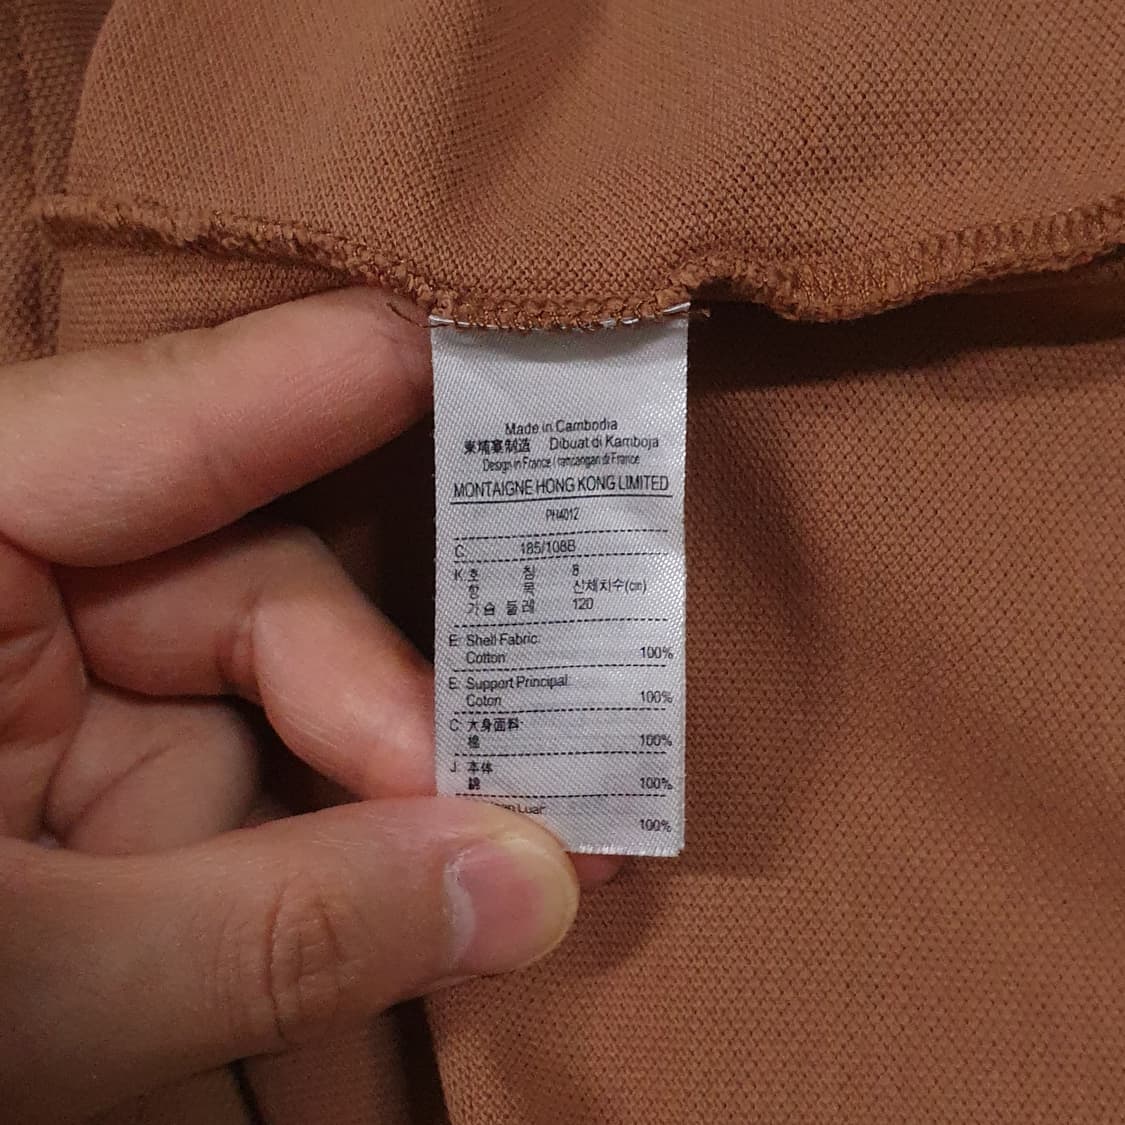 Made in Cambodia
柬埔寨制造 Dibuat di Kamboja
Design in France / rancangan di France
MONTAIGNE HONG KONG LIMITED
PH4012
C: 185/108B
K 호 칭 8
항 목 신체치수(cm)
가슴 둘레 120
E: Shell Fabric:
Cotton 100%
E: Support Principal:
Coton 100%
C: 大身面料:
棉 100%
J: 本体
綿 100%
Luar
100%